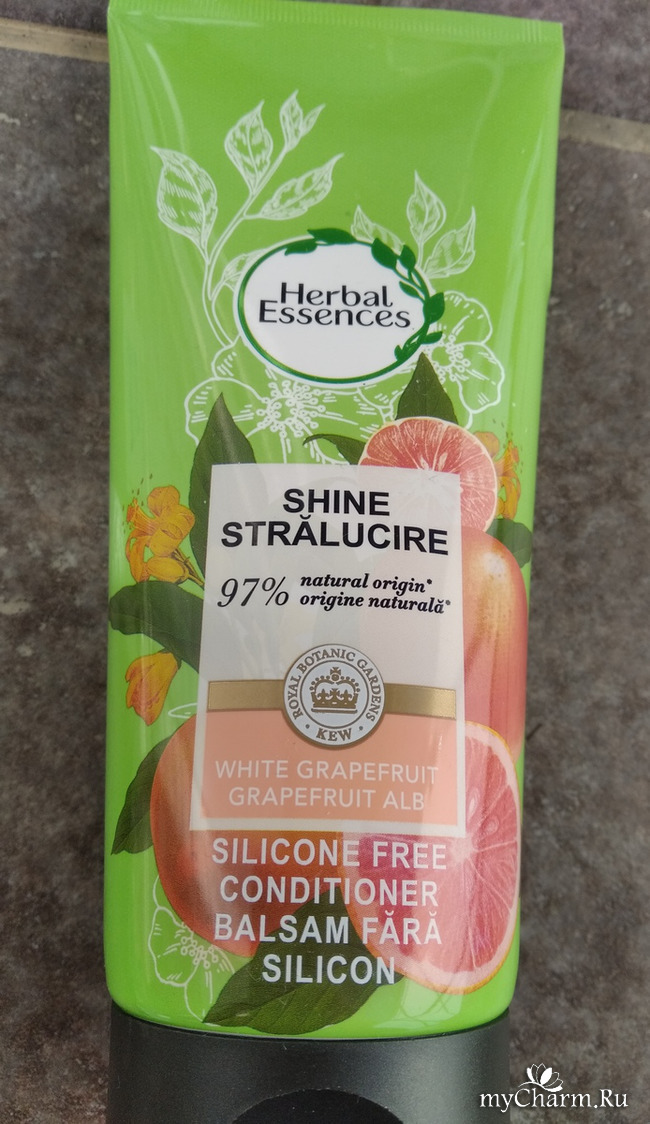 Herbal
Essences
SHINE
STRĂLUCIRE
97% natural origin*
origine naturală*
ROYAL BOTANIC GARDENS
• KEW •
WHITE GRAPEFRUIT
GRAPEFRUIT ALB
SILICONE FREE
CONDITIONER
BALSAM FĂRĂ
SILICON
myCharm.Ru